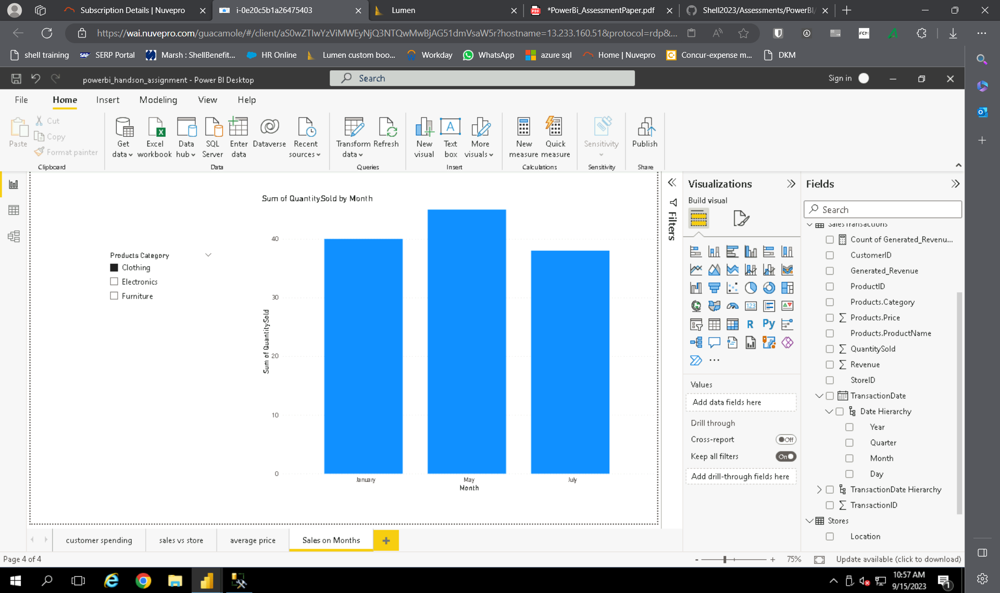 Subscription Details | Nuvepro
i-0e20c5b1a26475403
Lumen
*PowerBi_AssessmentPaper.pdf
Shell2023/Assessments/PowerBI/
https://wai.nuvepro.com/guacamole/#/client/aS0wZTIwYzViMWEyNjQ3NTQwMwBjAG51dmVsaW5r?hostname=13.233.160.51&protocol=rdp&...
shell training
SERP Portal
Marsh : ShellBenefit...
HR Online
Lumen custom boo...
Workday
WhatsApp
azure sql
Home | Nuvepro
Concur-expense m...
DKM
powerbi_handson_assignment - Power BI Desktop
Search
Sign in
File
Home
Insert
Modeling
View
Help
Paste
Cut
Copy
Format painter
Clipboard
Get data
Excel workbook
Data hub
SQL Server
Enter data
Dataverse
Recent sources
Data
Transform data
Refresh
Queries
New visual
Text box
More visuals
Insert
New measure
Quick measure
Calculations
Sensitivity
Sensitivity
Publish
Share
Sum of QuantitySold by Month
Products.Category
Clothing
Electronics
Furniture
Sum of QuantitySold
40
30
20
10
0
January
May
July
Month
Filters
Visualizations
Build visual
123
R
Py
Values
Add data fields here
Drill through
Cross-report
Off
Keep all filters
On
Add drill-through fields here
Fields
Search
SalesTransactions
Count of Generated_Revenu...
CustomerID
Generated_Revenue
ProductID
Products.Category
Products.Price
Products.ProductName
QuantitySold
Revenue
StoreID
TransactionDate
Date Hierarchy
Year
Quarter
Month
Day
TransactionDate Hierarchy
TransactionID
Stores
Location
customer spending
sales vs store
average price
Sales on Months
Page 4 of 4
75%
Update available (click to download)
10:57 AM
9/15/2023
1